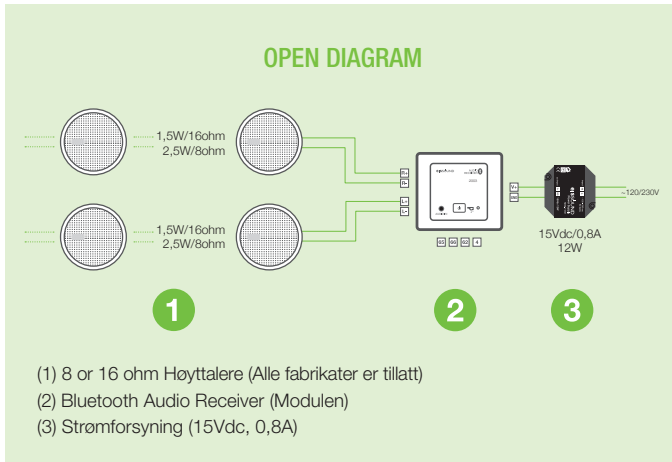 OPEN DIAGRAM
1,5W/16ohm
2,5W/8ohm
R+
R-
L+
L-
V+
~120/230V
1,5W/16ohm
2,5W/8ohm
15Vdc/0,8A
12W
1
2
3
(1) 8 or 16 ohm Høyttalere (Alle fabrikater er tillatt)
(2) Bluetooth Audio Receiver (Modulen)
(3) Strømforsyning (15Vdc, 0,8A)